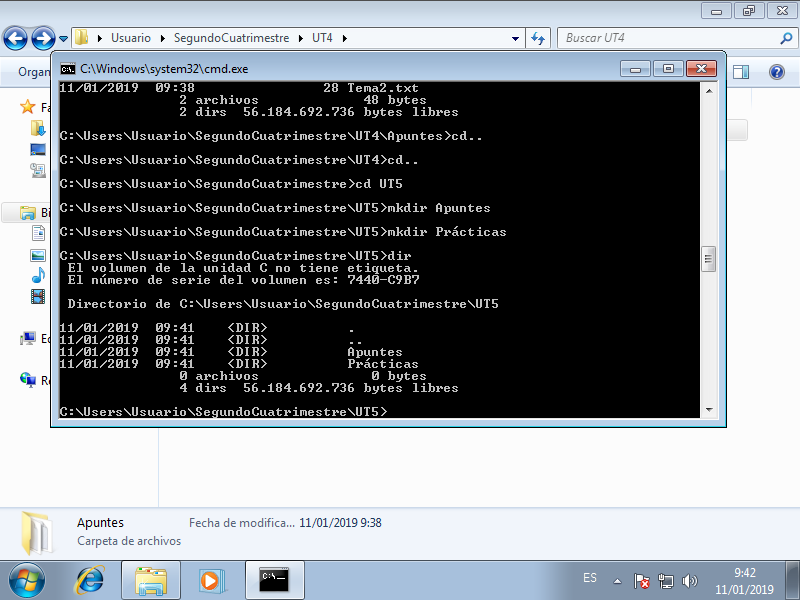 Usuario SegundoCuatrimestre UT4
Buscar UT4
Organ
C:\Windows\system32\cmd.exe
11/01/2019  09:38                28 Tema2.txt
               2 archivos             48 bytes
               2 dirs  56.184.692.736 bytes libres
C:\Users\Usuario\SegundoCuatrimestre\UT4\Apuntes>cd..
C:\Users\Usuario\SegundoCuatrimestre\UT4>cd..
C:\Users\Usuario\SegundoCuatrimestre>cd UT5
C:\Users\Usuario\SegundoCuatrimestre\UT5>mkdir Apuntes
C:\Users\Usuario\SegundoCuatrimestre\UT5>mkdir Prácticas
C:\Users\Usuario\SegundoCuatrimestre\UT5>dir
 El volumen de la unidad C no tiene etiqueta.
 El número de serie del volumen es: 7440-C9B7
 Directorio de C:\Users\Usuario\SegundoCuatrimestre\UT5
11/01/2019  09:41    <DIR>          .
11/01/2019  09:41    <DIR>          ..
11/01/2019  09:41    <DIR>          Apuntes
11/01/2019  09:41    <DIR>          Prácticas
               0 archivos              0 bytes
               4 dirs  56.184.692.736 bytes libres
C:\Users\Usuario\SegundoCuatrimestre\UT5>
Fa
Bi
Ec
Re
Apuntes Fecha de modifica... 11/01/2019 9:38
Carpeta de archivos
ES
9:42
11/01/2019